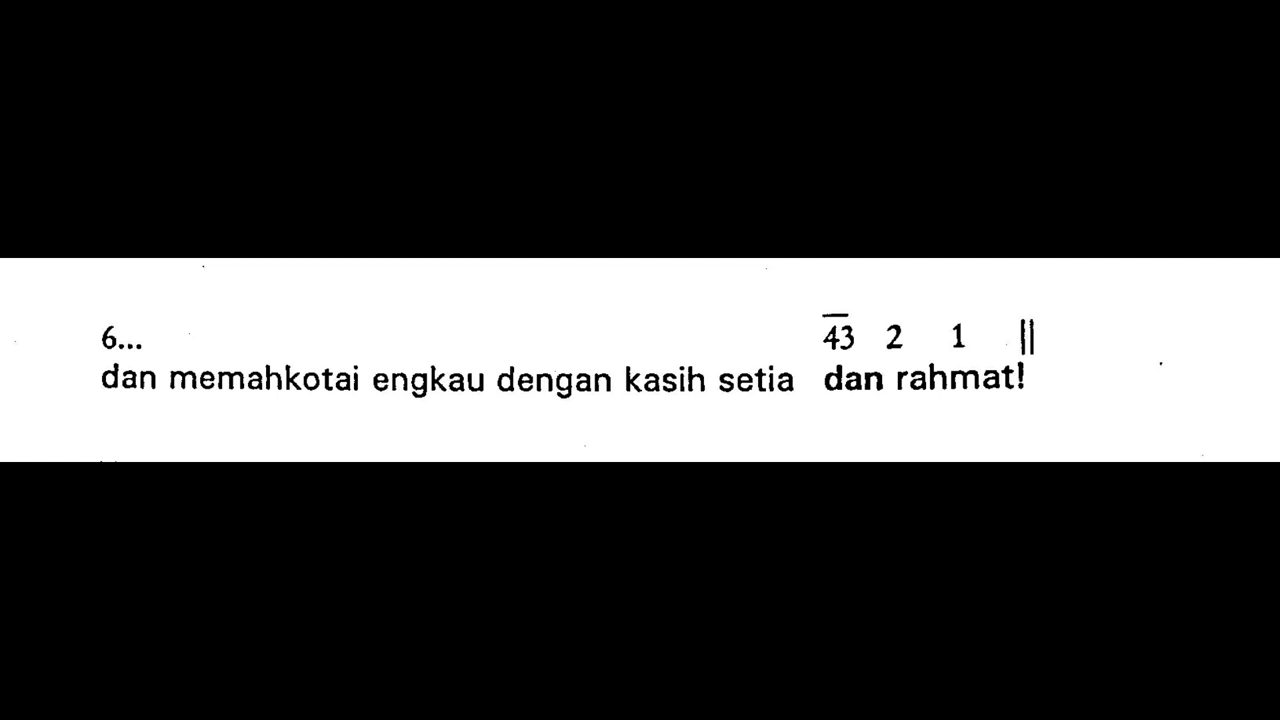 6... 43 2 1 ||
dan memahkotai engkau dengan kasih setia dan rahmat!